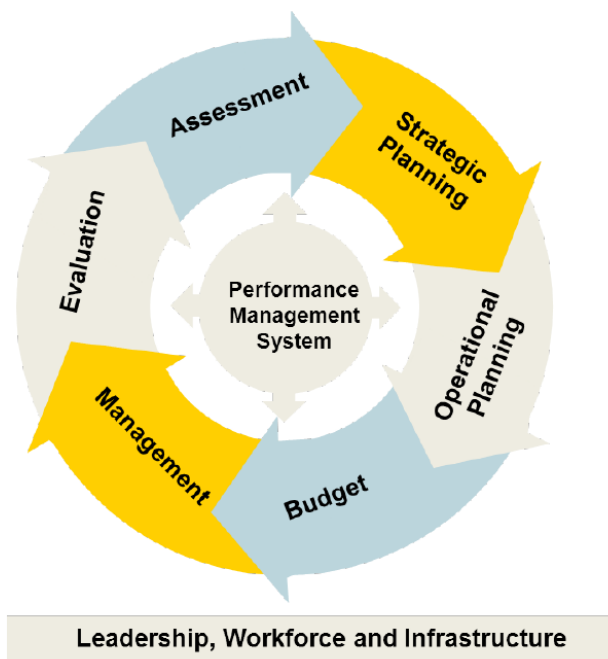 Assessment
Strategic
Planning
Operational
Planning
Budget
Management
Evaluation
Performance
Management
System
Leadership, Workforce and Infrastructure